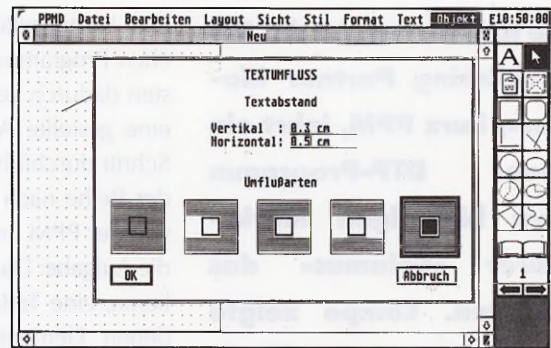 PPMD Datei Bearbeiten Layout Sicht Stil Format Text Objekt E10:50:00
Neu
A
TEXTUMFLUSS
Textabstand
Vertikal : 0.3 cm
Horizontal: 0.5 cm
Umflußarten
OK Abbruch
1